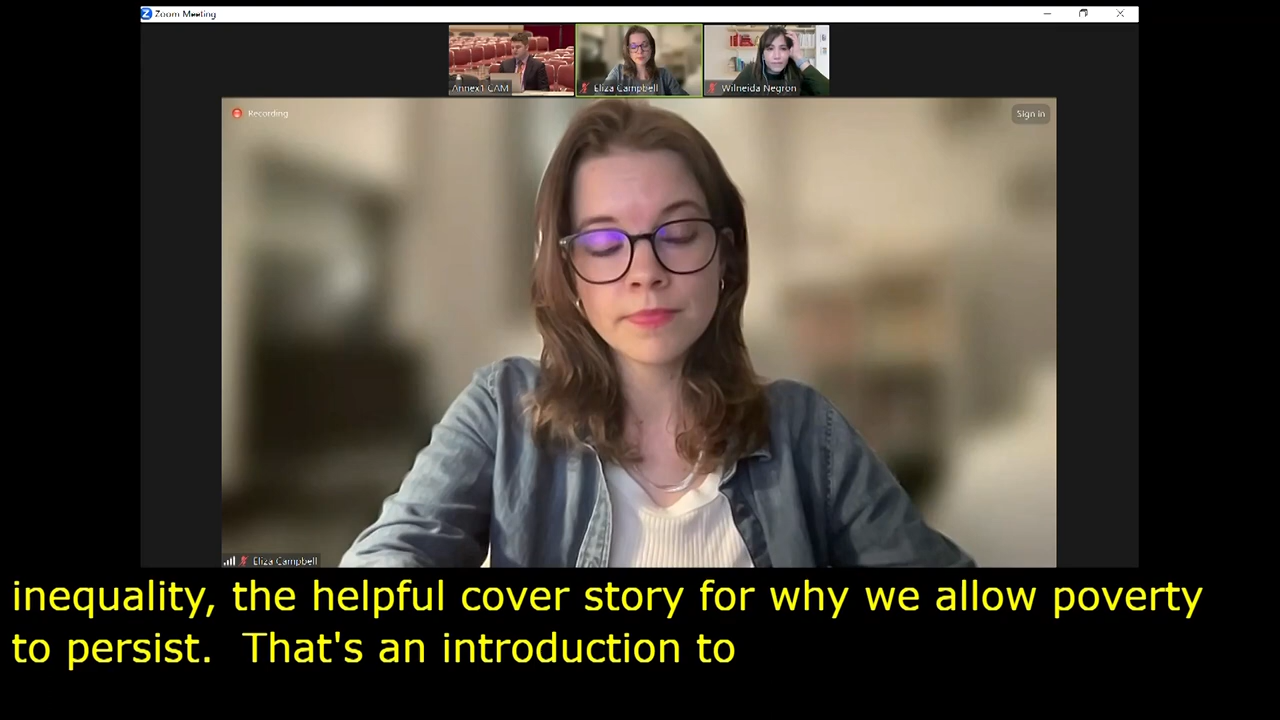 Zoom Meeting
Annex1 CAM
Eliza Campbell
Wilneida Negron
Recording
Sign in
Eliza Campbell
inequality, the helpful cover story for why we allow poverty
to persist.  That's an introduction to